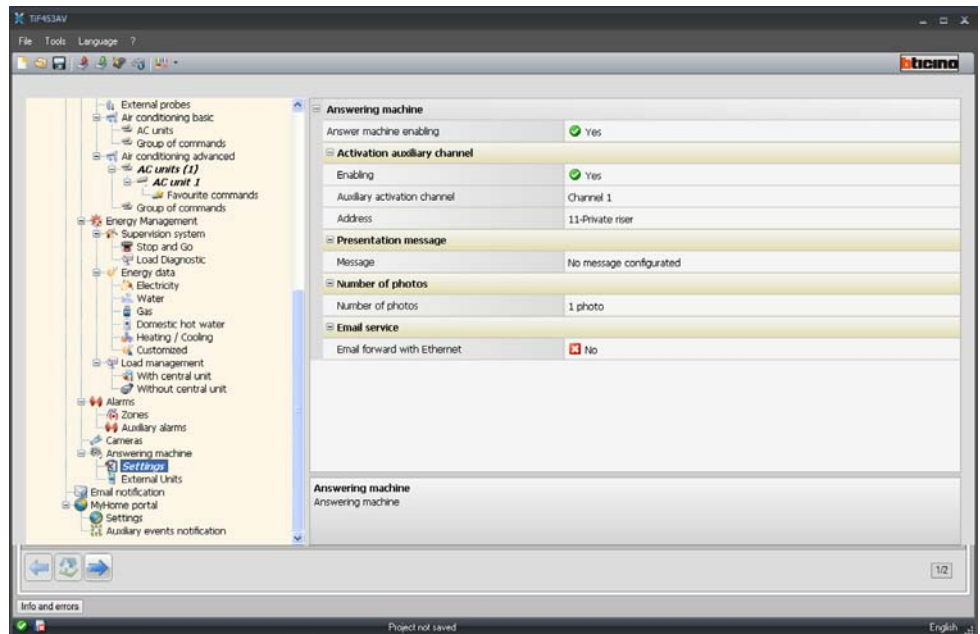 TiF453AV
File Tools Language ?
bticino
External probes
Air conditioning basic
AC units
Group of commands
Air conditioning advanced
AC units (1)
AC unit 1
Favourite commands
Group of commands
Energy Management
Supervision system
Stop and Go
Load Diagnostic
Energy data
Electricity
Water
Gas
Domestic hot water
Heating / Cooling
Customized
Load management
With central unit
Without central unit
Alarms
Zones
Auxiliary alarms
Cameras
Answering machine
Settings
External Units
Email notification
MyHome portal
Settings
Auxiliary events notification
Answering machine
Answer machine enabling Yes
Activation auxiliary channel
Enabling Yes
Auxiliary activation channel Channel 1
Address 11-Private riser
Presentation message
Message No message configurated
Number of photos
Number of photos 1 photo
Email service
Email forward with Ethernet No
Answering machine
Answering machine
1/2
Info and errors
Project not saved English